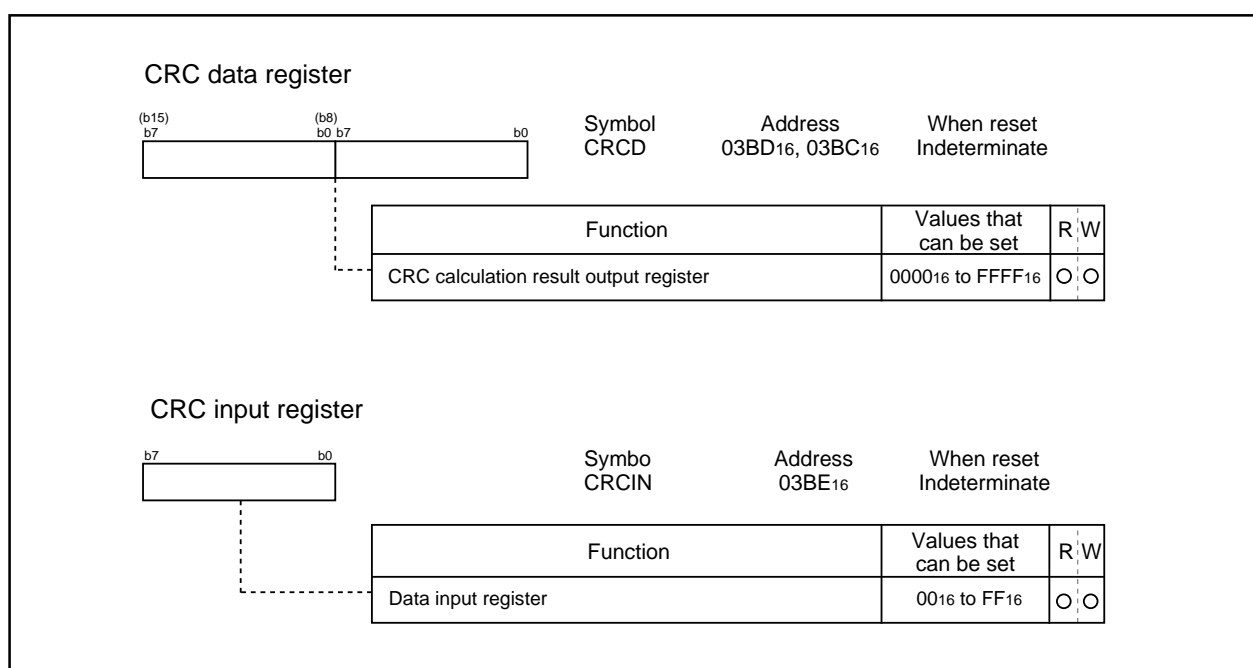 CRC data register
(b15) (b8)
b7 b0 b7 b0
Symbol Address When reset
CRCD 03BD16, 03BC16 Indeterminate
Function Values that can be set R W
CRC calculation result output register 000016 to FFFF16 O O
CRC input register
b7 b0
Symbo Address When reset
CRCIN 03BE16 Indeterminate
Function Values that can be set R W
Data input register 0016 to FF16 O O